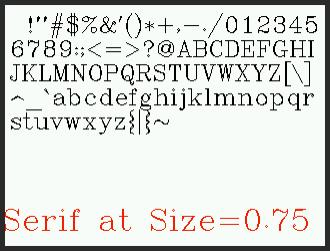 !"#$%&'()*+,-./012345
6789:;<=>?@ABCDEFGHI
JKLMNOPQRSTUVWXYZ[\]
^_`abcdefghijklmnopqr
stuvwxyz{|}~
Serif at Size=0.75